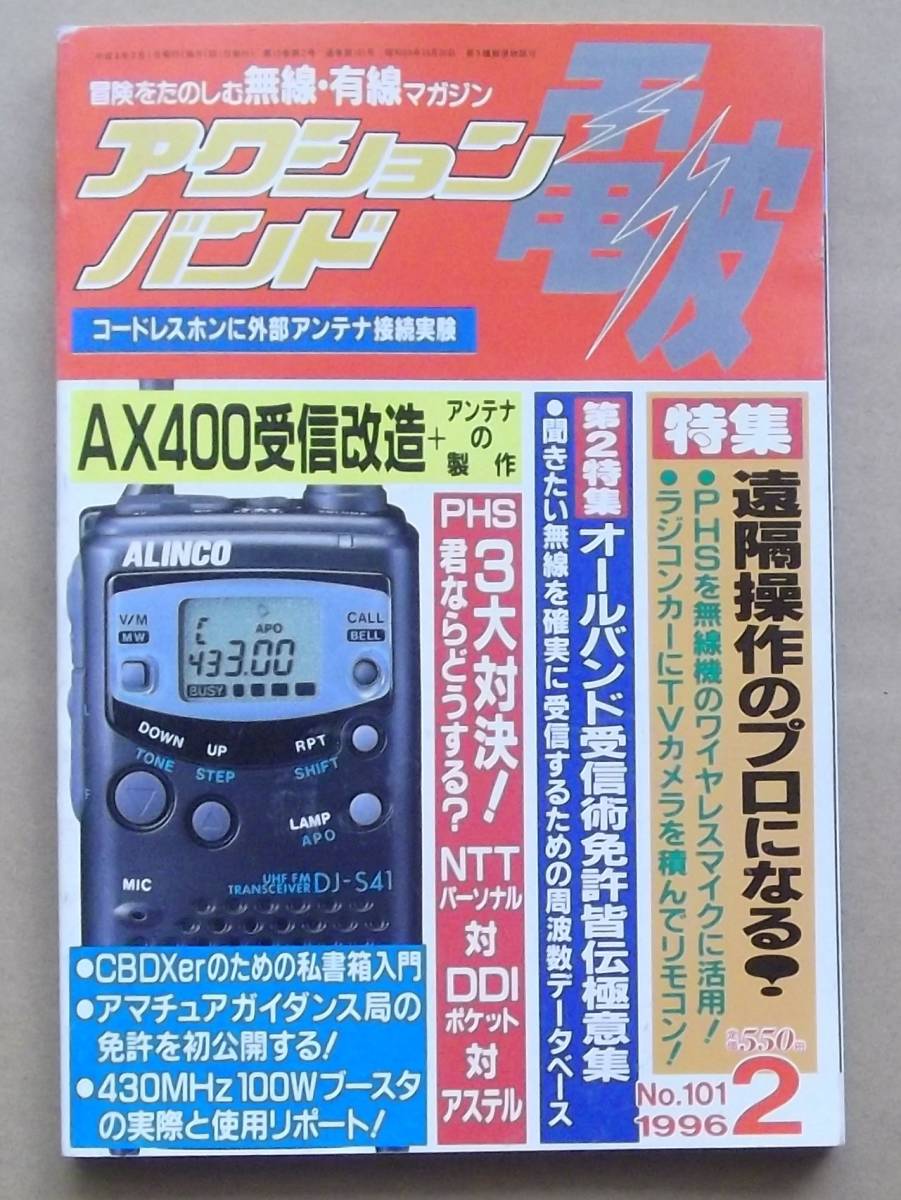 冒険をたのしむ無線・有線マガジン
アクション
バンド
電波
コードレスホンに外部アンテナ接続実験
AX400受信改造+
アンテナ
の
製作
特集
遠隔操作のプロになる?
●PHSを無線機のワイヤレスマイクに活用!
●ラジコンカーにTVカメラを積んでリモコン!
第2特集
オールバンド受信術免許皆伝極意集
●聞きたい無線を確実に受信するための周波数データベース
PHS
3大対決!
君ならどうする?
NTT
パーソナル
対
DDI
ポケット
対
アステル
ALINCO
V/M
MW
CALL
BELL
APO
433.00
BUSY
DOWN
UP
TONE
STEP
RPT
SHIFT
LAMP
APO
MIC
UHF FM
TRANSCEIVER DJ-S41
●CBDXerのための私書箱入門
●アマチュアガイダンス局の
免許を初公開する!
●430MHz100Wブースタ
の実際と使用リポート!
定価550円
No.101
1996
2